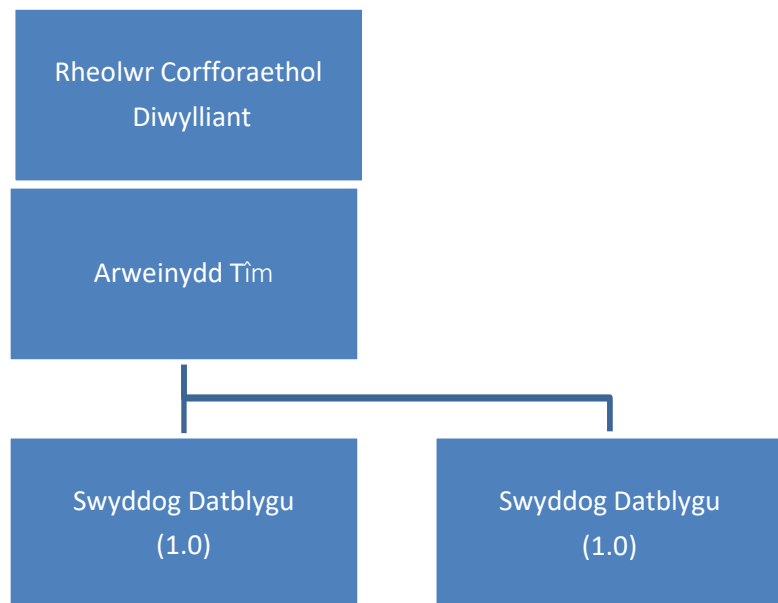 Rheolwr Corfforaethol
Diwylliant
Arweinydd Tîm
Swyddog Datblygu
(1.0)
Swyddog Datblygu
(1.0)